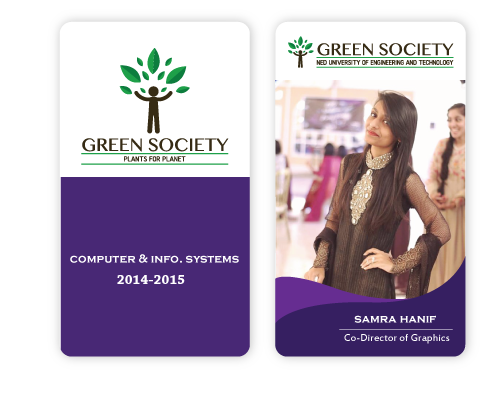 GREEN SOCIETY
PLANTS FOR PLANET
COMPUTER & INFO. SYSTEMS
2014-2015
GREEN SOCIETY
NED UNIVERSITY OF ENGINEERING AND TECHNOLOGY
SAMRA HANIF
Co-Director of Graphics